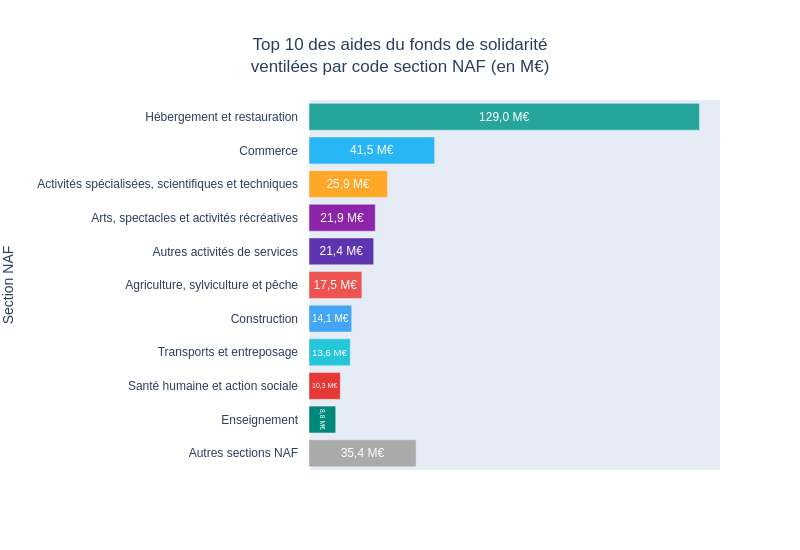 Top 10 des aides du fonds de solidarité
ventilées par code section NAF (en M€)
Section NAF
Hébergement et restauration 129,0 M€
Commerce 41,5 M€
Activités spécialisées, scientifiques et techniques 25,9 M€
Arts, spectacles et activités récréatives 21,9 M€
Autres activités de services 21,4 M€
Agriculture, sylviculture et pêche 17,5 M€
Construction 14,1 M€
Transports et entreposage 13,6 M€
Santé humaine et action sociale 10,3 M€
Enseignement 8,8 M€
Autres sections NAF 35,4 M€